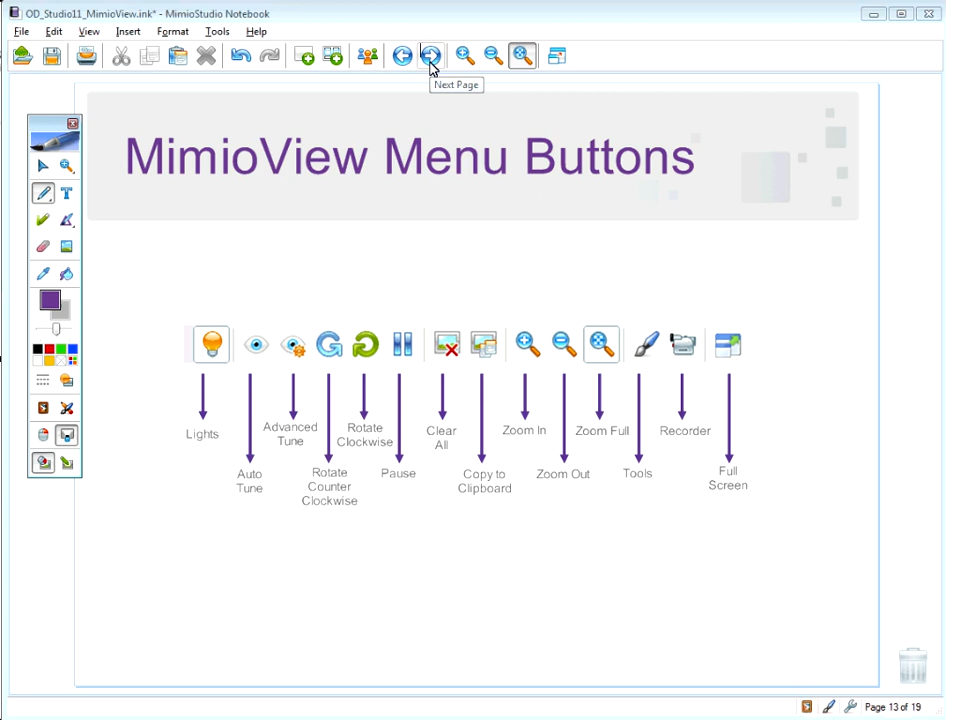 OD_Studio11_MimioView.ink* - MimioStudio Notebook
File Edit View Insert Format Tools Help
Next Page
MimioView Menu Buttons
Lights
Auto
Tune
Advanced
Tune
Rotate
Counter
Clockwise
Rotate
Clockwise
Pause
Clear
All
Copy to
Clipboard
Zoom In
Zoom Out
Zoom Full
Tools
Recorder
Full
Screen
Page 13 of 19